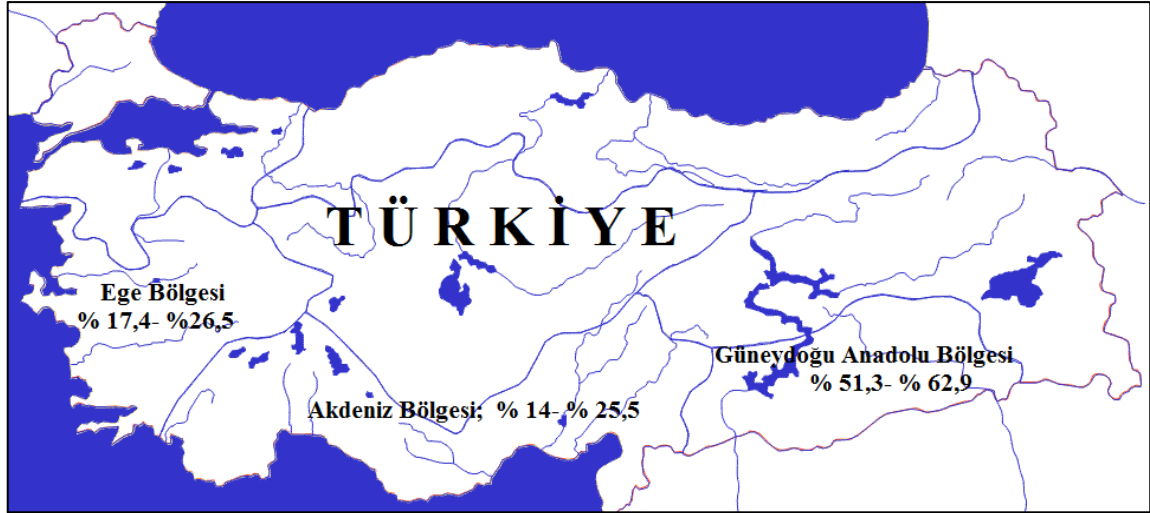 T Ü R K İ Y E
Ege Bölgesi
% 17,4- %26,5
Güneydoğu Anadolu Bölgesi
% 51,3- % 62,9
Akdeniz Bölgesi; % 14- % 25,5